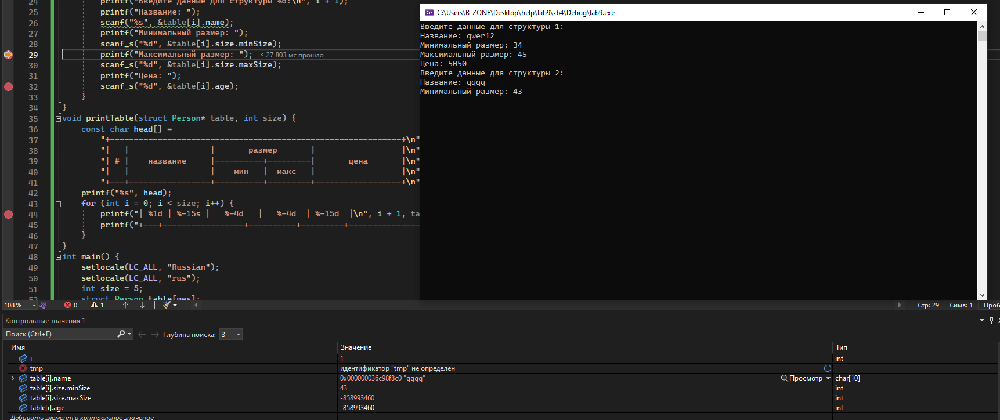 24 printf("Введите данные для структуры %d:\n", i + 1);
25 printf("Название: ");
26 scanf("%s", &table[i].name);
27 printf("Минимальный размер: ");
28 scanf_s("%d", &table[i].size.minSize);
29 printf("Максимальный размер: "); ≤ 27 803 мс прошло
30 scanf_s("%d", &table[i].size.maxSize);
31 printf("Цена: ");
32 scanf_s("%d", &table[i].age);
33 }
34 }
35 void printTable(struct Person* table, int size) {
36 const char head[] =
37 "+-------------------------------------------------------------+\n"
38 "|   |                 |       размер       |                  |\n"
39 "| # |    название     |----------+---------|       цена       |\n"
40 "|   |                 |    мин   |  макс   |                  |\n"
41 "+---+-----------------+----------+---------+------------------+\n"
42 printf("%s", head);
43 for (int i = 0; i < size; i++) {
44 printf("| %1d | %-15s |   %-4d   |   %-4d  | %-15d  |\n", i + 1, ta
45 printf("+---+-----------------+----------+---------+---------------
46 }
47 }
48 int main() {
49 setlocale(LC_ALL, "Russian");
50 setlocale(LC_ALL, "rus");
51 int size = 5;
52 struct Person table[mes];
C:\Users\B-ZONE\Desktop\help\lab9\x64\Debug\lab9.exe
Введите данные для структуры 1:
Название: qwer12
Минимальный размер: 34
Максимальный размер: 45
Цена: 5050
Введите данные для структуры 2:
Название: qqqq
Минимальный размер: 43
108 % 0 1 Стр: 29 Симв: 1 Проб
Контрольные значения 1
Поиск (Ctrl+E) Глубина поиска: 3
Имя Значение Тип
i 1 int
tmp идентификатор "tmp" не определен
table[i].name 0x000000036c98f8c0 "qqqq" Просмотр char[10]
table[i].size.minSize 43 int
table[i].size.maxSize -858993460 int
table[i].age -858993460 int
Добавить элемент в контрольное значение